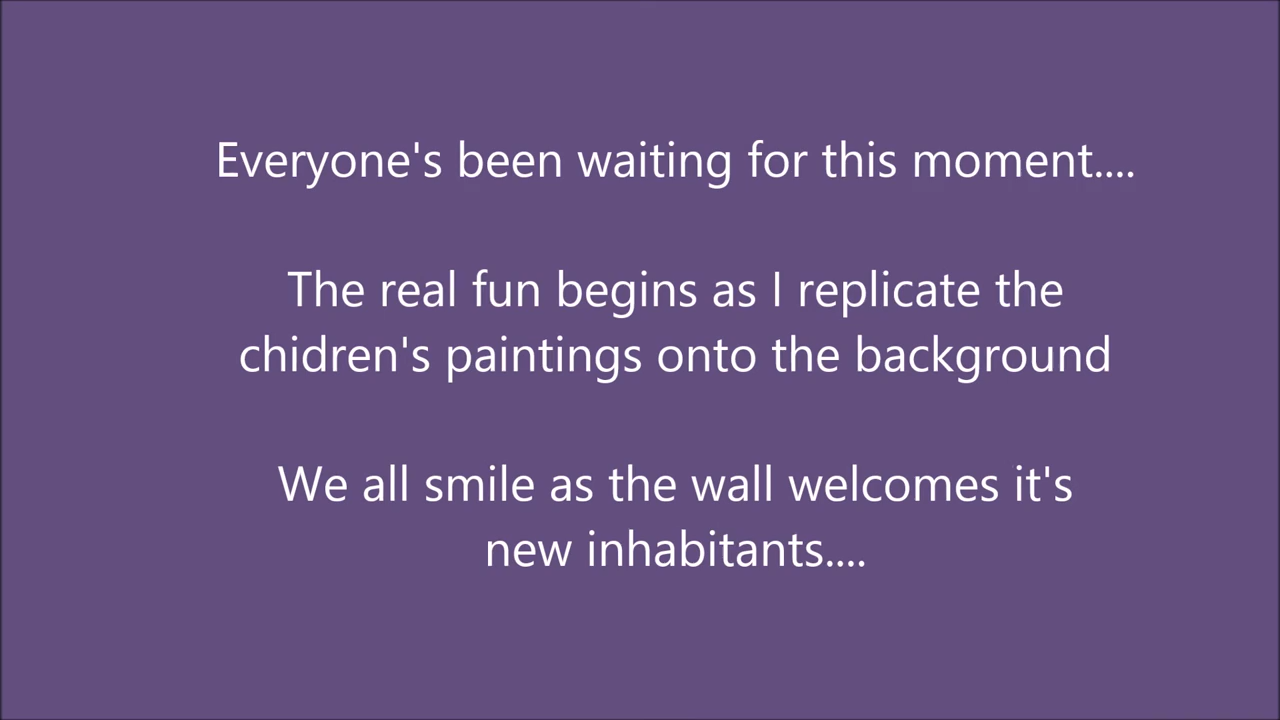 Everyone's been waiting for this moment....
The real fun begins as I replicate the
chidren's paintings onto the background
We all smile as the wall welcomes it's
new inhabitants....